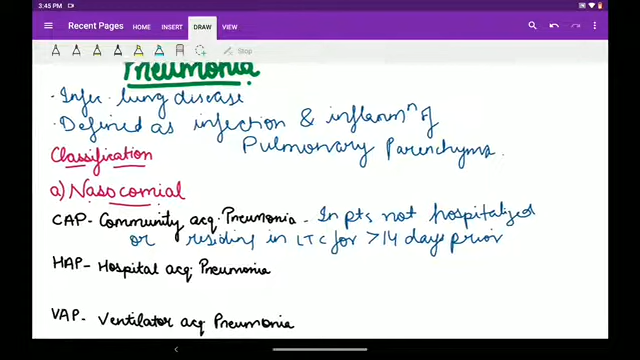 3:45 PM
Recent Pages HOME INSERT DRAW VIEW
Stop
Pneumonia
· Infec. lung disease
· Defined as infection & inflammⁿ of
Pulmonary Parenchyma.
Classification
a) Nasocomial
CAP- Community acq. Pneumonia - In pts not hospitalized
or residing in LTC for >14 days prior
HAP- Hospital acq Pneumonia
VAP- Ventilator acq Pneumonia